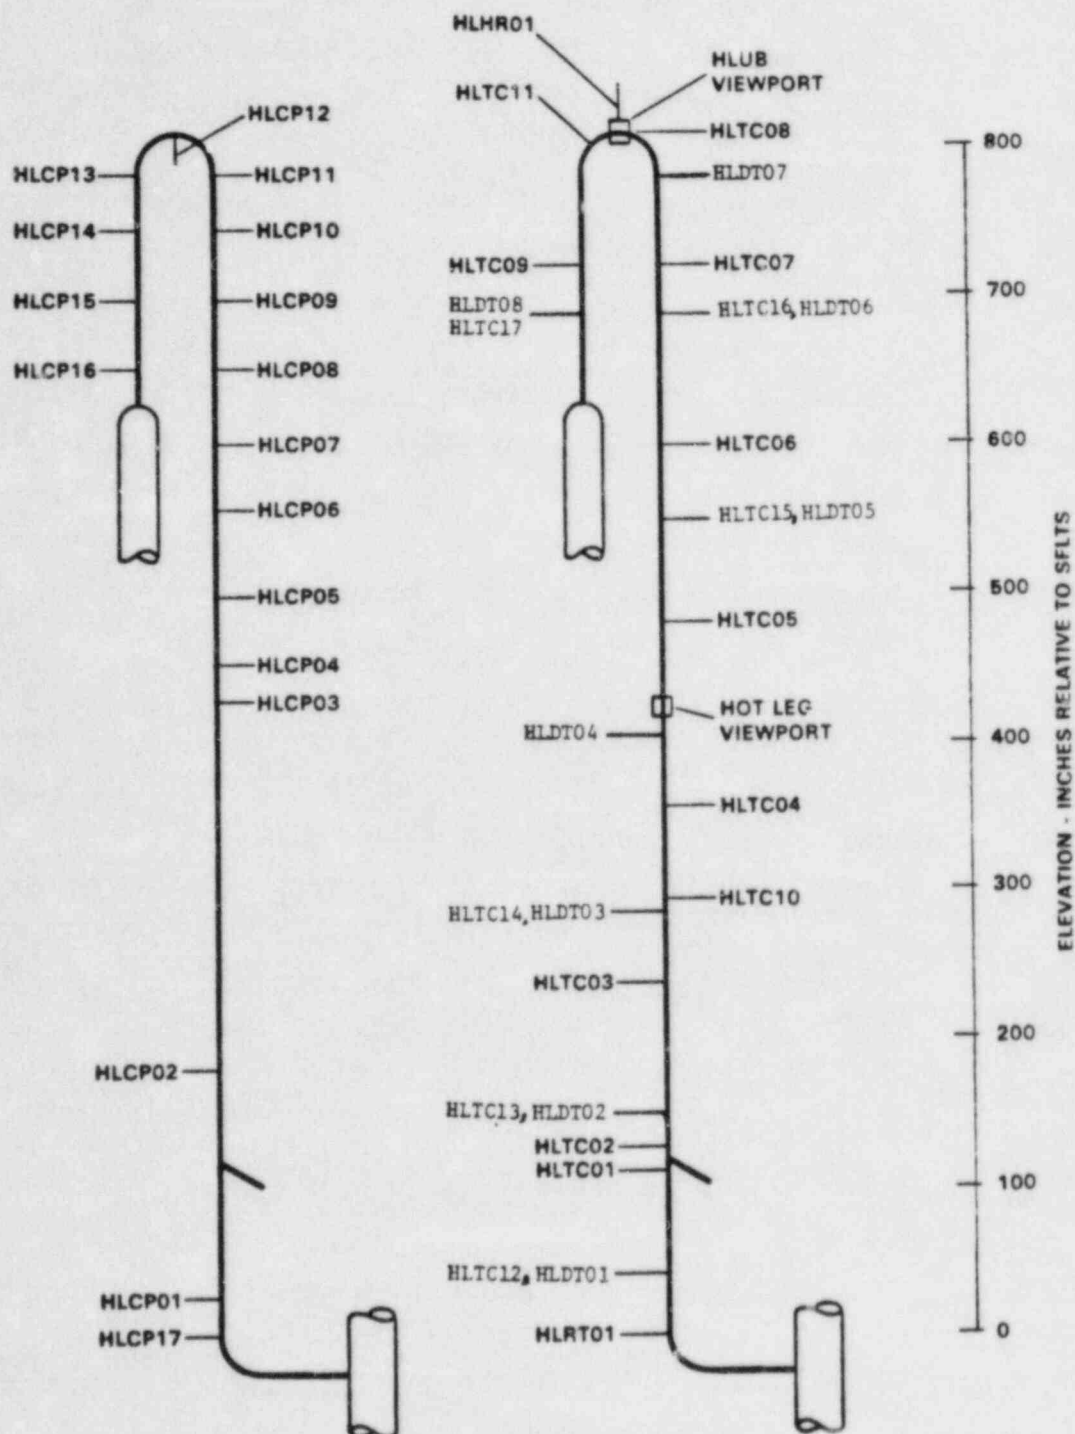 HLHR01
HLUB
VIEWPORT
HLTC11
HLCP12
HLTC08
800
HLCP13
HLCP11
HLDT07
HLCP14
HLCP10
HLTC09
HLTC07
700
HLCP15
HLCP09
HLDT08
HLTC17
HLTC16,HLDT06
HLCP16
HLCP08
HLCP07
HLTC06
600
HLCP06
HLTC15,HLDT05
HLCP05
500
HLTC05
HLCP04
HLCP03
HOT LEG
VIEWPORT
HLDT04
400
HLTC04
HLTC10
300
HLTC14,HLDT03
HLTC03
200
HLCP02
HLTC13,HLDT02
HLTC02
HLTC01
100
HLTC12,HLDT01
HLCP01
HLCP17
HLRT01
0
ELEVATION - INCHES RELATIVE TO SFLTS